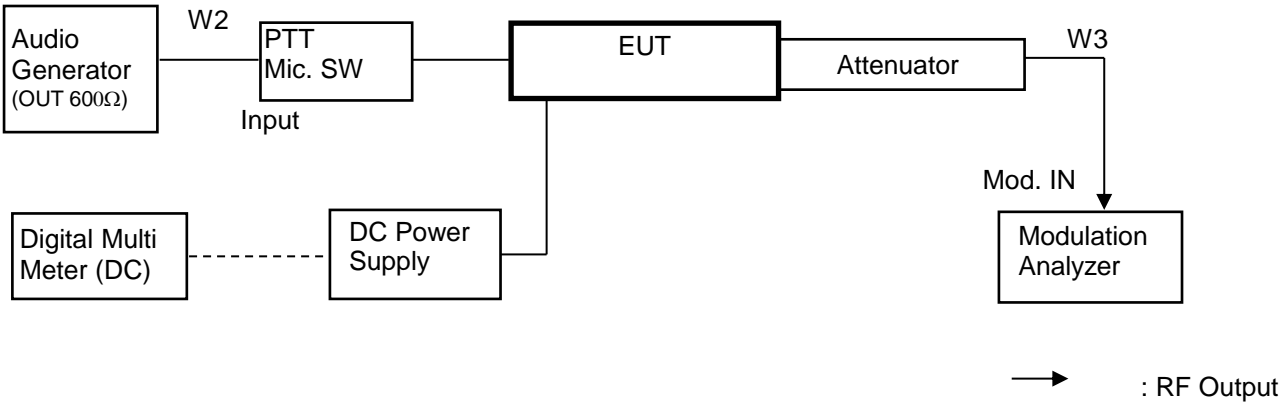 W2
Audio
Generator
(OUT 600Ω)
PTT
Mic. SW
Input
EUT
Attenuator
W3
Mod. IN
Digital Multi
Meter (DC)
DC Power
Supply
Modulation
Analyzer
: RF Output